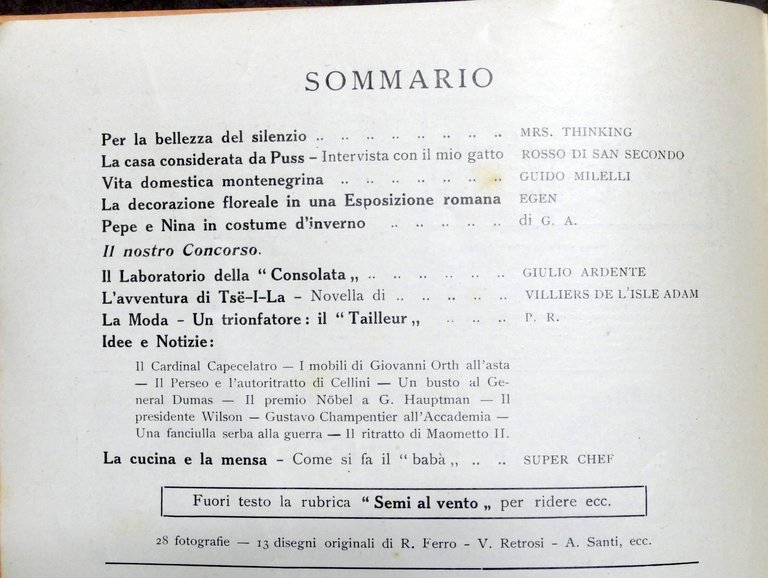 SOMMARIO
Per la bellezza del silenzio .. .. .. .. .. .. .. .. MRS. THINKING
La casa considerata da Puss – Intervista con il mio gatto ROSSO DI SAN SECONDO
Vita domestica montenegrina .. .. .. .. .. .. .. GUIDO MILELLI
La decorazione floreale in una Esposizione romana EGEN
Pepe e Nina in costume d'inverno .. .. .. .. .. di G. A.
Il nostro Concorso.
Il Laboratorio della “ Consolata „ .. .. .. .. .. .. GIULIO ARDENTE
L'avventura di Tsë-I-La – Novella di .. .. .. .. .. VILLIERS DE L'ISLE ADAM
La Moda – Un trionfatore: il “ Tailleur „ .. .. .. P. R.
Idee e Notizie:
Il Cardinal Capecelatro — I mobili di Giovanni Orth all'asta
— Il Perseo e l'autoritratto di Cellini — Un busto al Ge-
neral Dumas — Il premio Nöbel a G. Hauptman — Il
presidente Wilson — Gustavo Champentier all'Accademia —
Una fanciulla serba alla guerra — Il ritratto di Maometto II.
La cucina e la mensa – Come si fa il “ babà „ .. .. SUPER CHEF
Fuori testo la rubrica “ Semi al vento „ per ridere ecc.
28 fotografie — 13 disegni originali di R. Ferro - V. Retrosi - A. Santi, ecc.